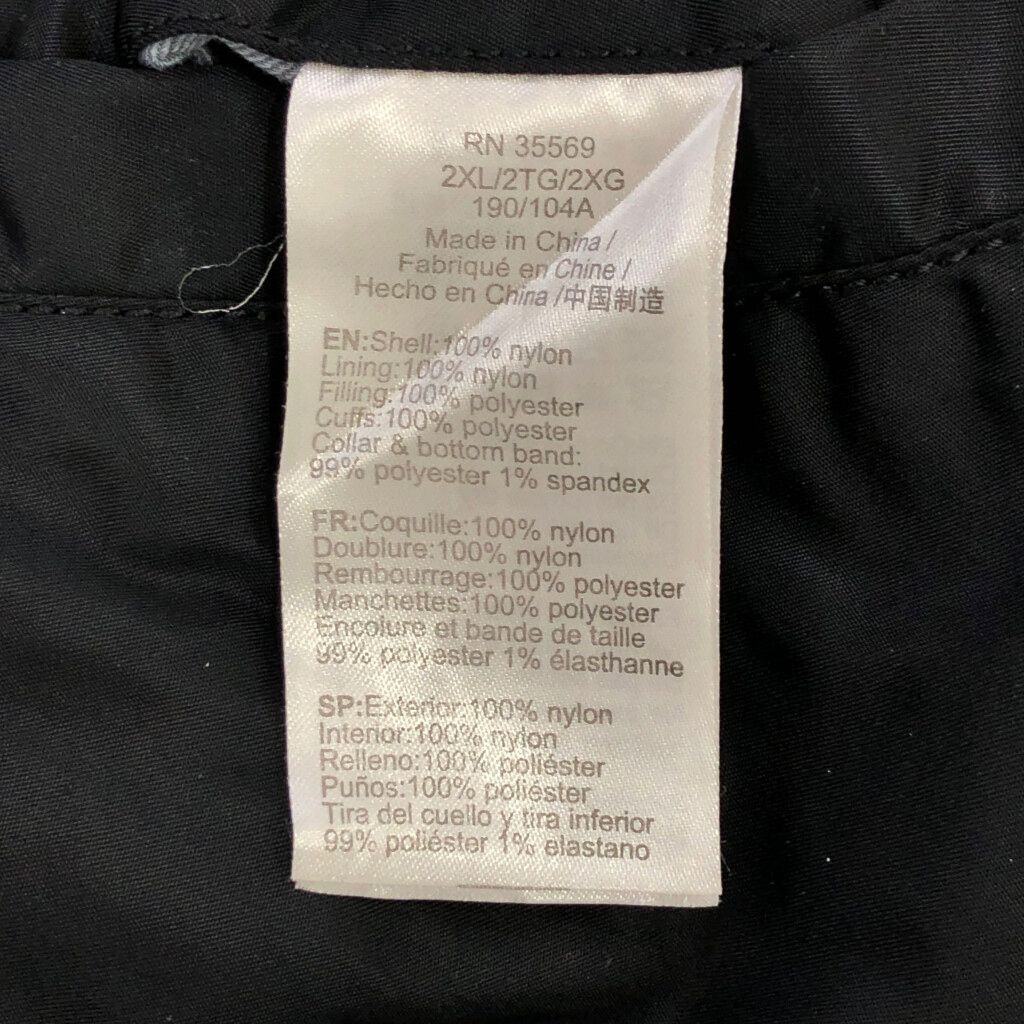 RN 35569
2XL/2TG/2XG
190/104A
Made in China /
Fabriqué en Chine /
Hecho en China /中国制造
EN:Shell:100% nylon
Lining:100% nylon
Filling:100% polyester
Cuffs:100% polyester
Collar & bottom band:
99% polyester 1% spandex
FR:Coquille:100% nylon
Doublure:100% nylon
Rembourrage:100% polyester
Manchettes:100% polyester
Encolure et bande de taille
99% polyester 1% élasthanne
SP:Exterior:100% nylon
Interior:100% nylon
Relleno:100% poliéster
Puños:100% poliéster
Tira del cuello y tira inferior
99% poliéster 1% elastano